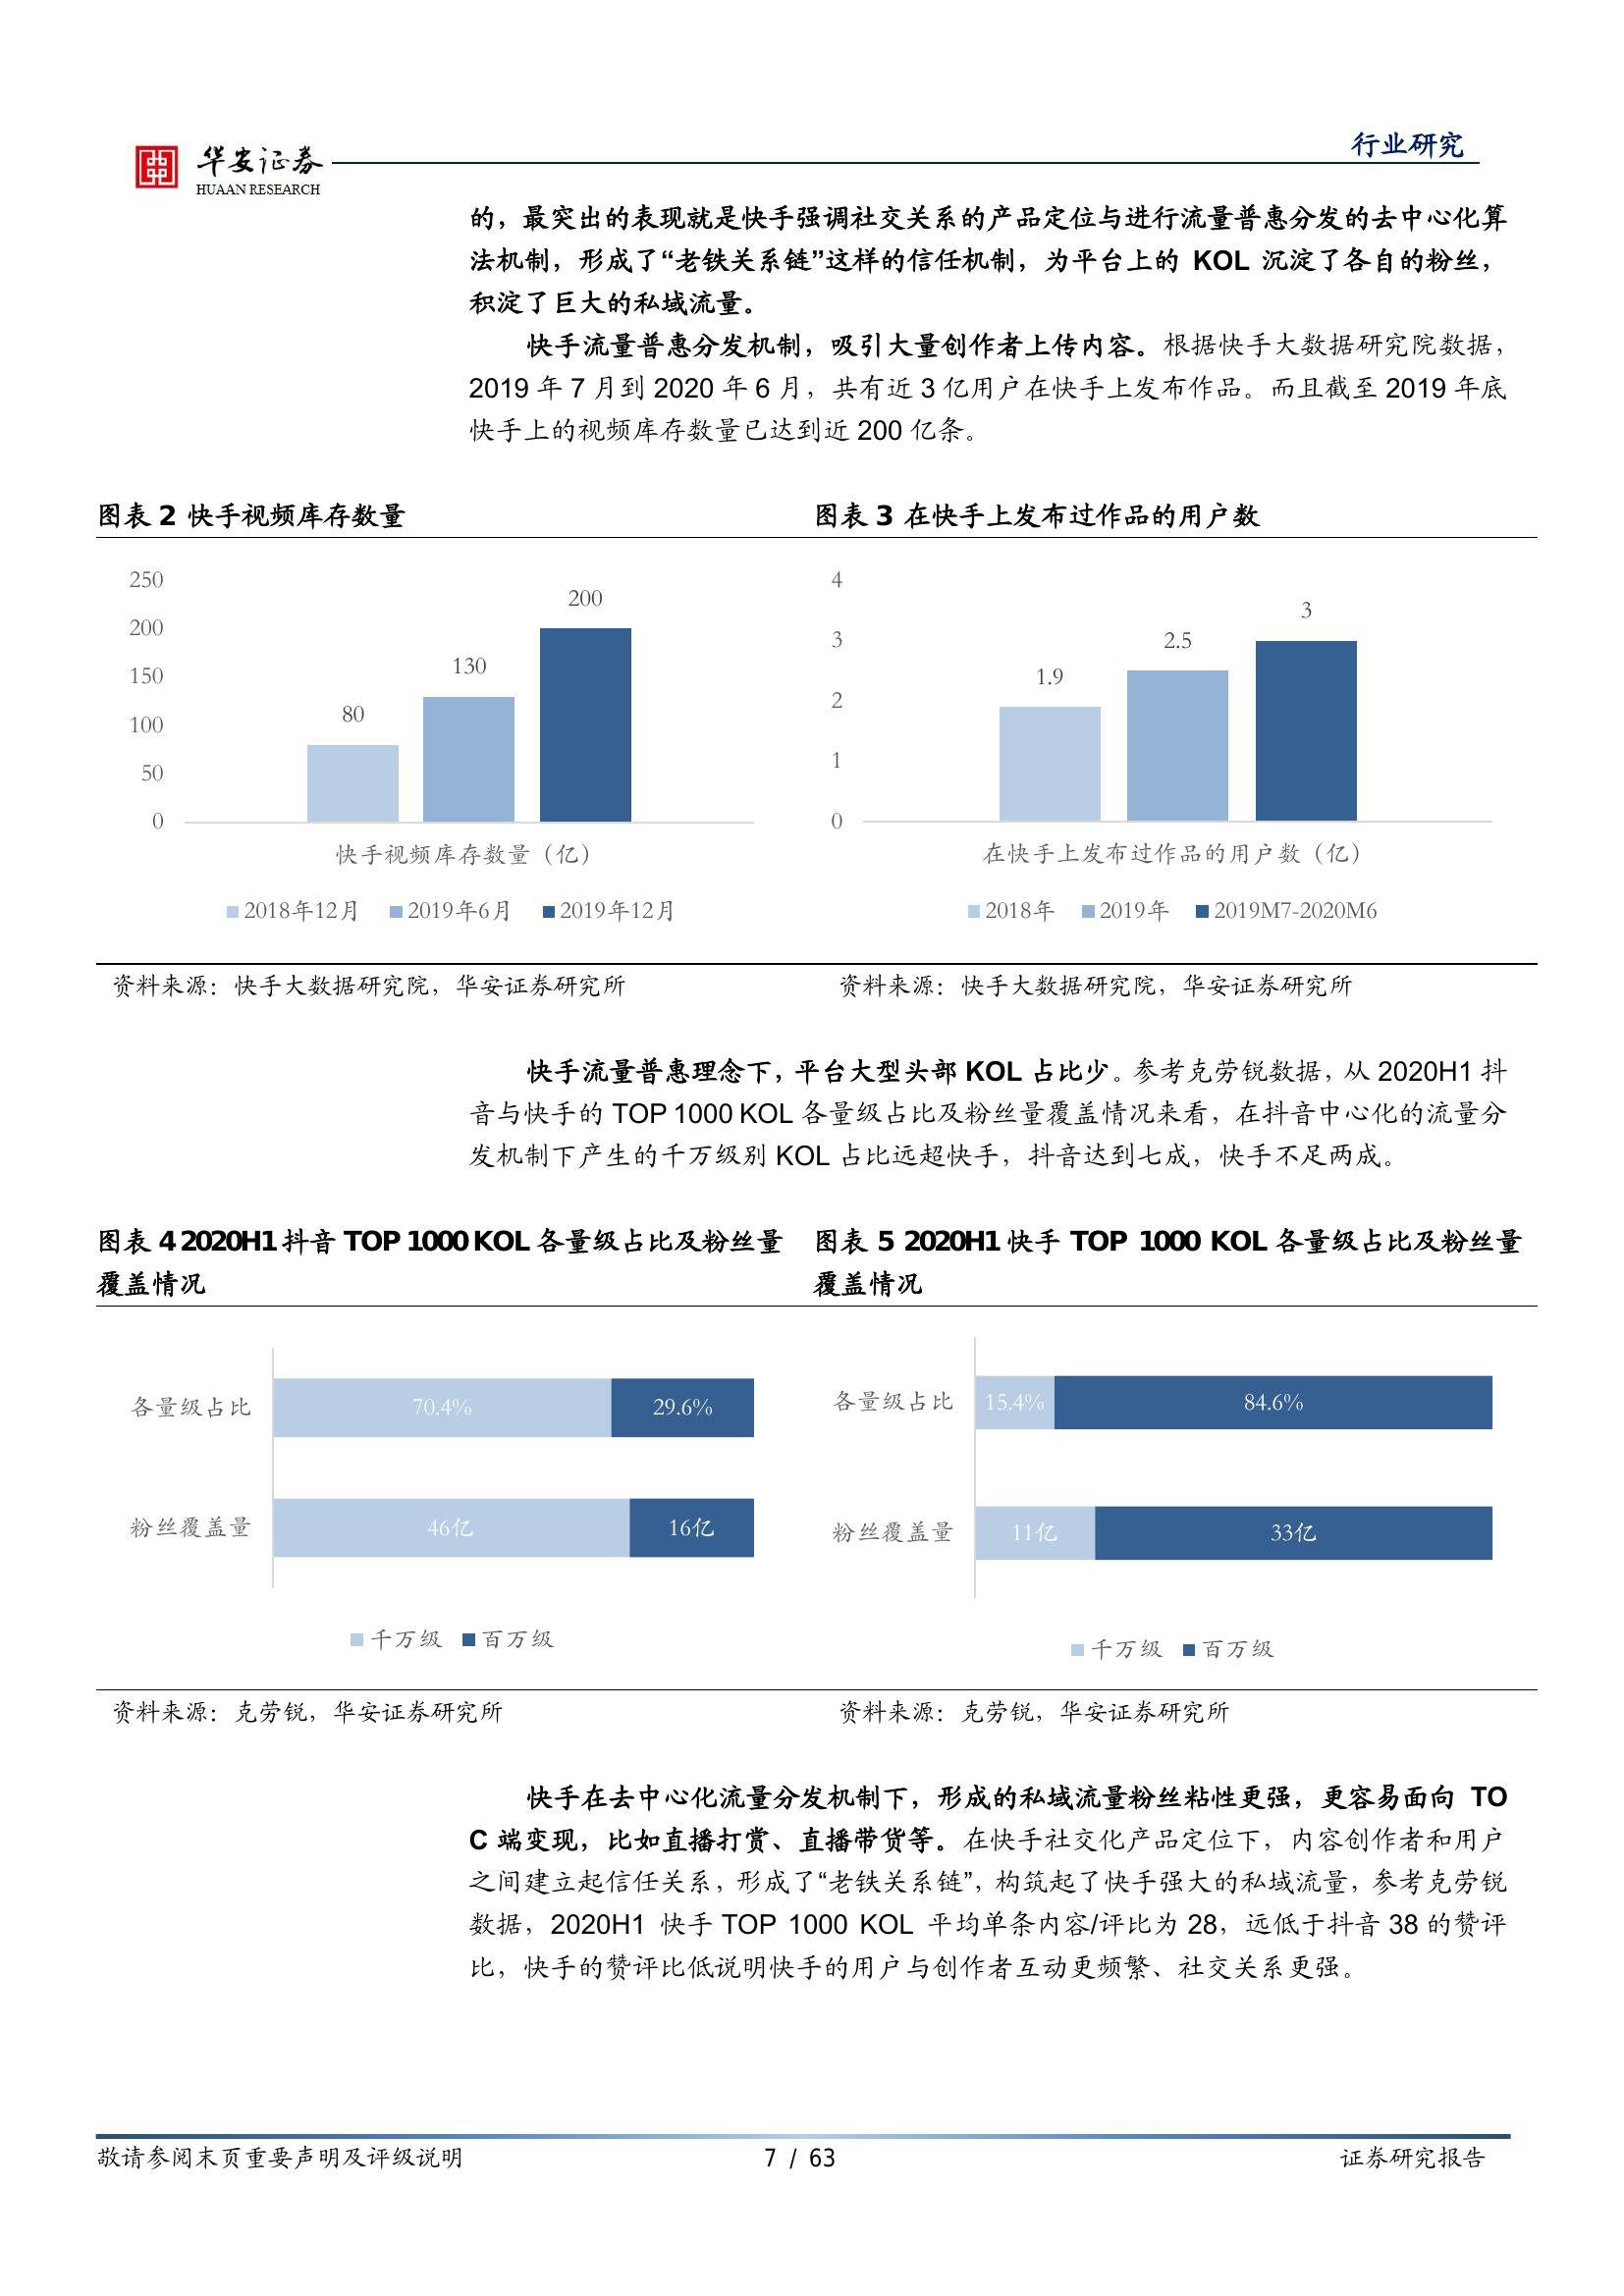 华安证券
HUAAN RESEARCH
行业研究
的，最突出的表现就是快手强调社交关系的产品定位与进行流量普惠分发的去中心化算
法机制，形成了“老铁关系链”这样的信任机制，为平台上的 KOL 沉淀了各自的粉丝，
积淀了巨大的私域流量。
快手流量普惠分发机制，吸引大量创作者上传内容。根据快手大数据研究院数据，
2019 年 7 月到 2020 年 6 月，共有近 3 亿用户在快手上发布作品。而且截至 2019 年底
快手上的视频库存数量已达到近 200 亿条。
图表 2 快手视频库存数量
250
200
150
100
50
0
80
130
200
快手视频库存数量（亿）
2018年12月 2019年6月 2019年12月
资料来源：快手大数据研究院，华安证券研究所
图表 3 在快手上发布过作品的用户数
4
3
2
1
0
1.9
2.5
3
在快手上发布过作品的用户数（亿）
2018年 2019年 2019M7-2020M6
资料来源：快手大数据研究院，华安证券研究所
快手流量普惠理念下，平台大型头部 KOL 占比少。参考克劳锐数据，从 2020H1 抖
音与快手的 TOP 1000 KOL 各量级占比及粉丝量覆盖情况来看，在抖音中心化的流量分
发机制下产生的千万级别 KOL 占比远超快手，抖音达到七成，快手不足两成。
图表 4 2020H1 抖音 TOP 1000 KOL 各量级占比及粉丝量
覆盖情况
各量级占比 70.4% 29.6%
粉丝覆盖量 46亿 16亿
千万级 百万级
资料来源：克劳锐，华安证券研究所
图表 5 2020H1 快手 TOP 1000 KOL 各量级占比及粉丝量
覆盖情况
各量级占比 15.4% 84.6%
粉丝覆盖量 11亿 33亿
千万级 百万级
资料来源：克劳锐，华安证券研究所
快手在去中心化流量分发机制下，形成的私域流量粉丝粘性更强，更容易面向 TO
C 端变现，比如直播打赏、直播带货等。在快手社交化产品定位下，内容创作者和用户
之间建立起信任关系，形成了“老铁关系链”，构筑起了快手强大的私域流量，参考克劳锐
数据，2020H1 快手 TOP 1000 KOL 平均单条内容/评比为 28，远低于抖音 38 的赞评
比，快手的赞评比低说明快手的用户与创作者互动更频繁、社交关系更强。
敬请参阅末页重要声明及评级说明
7 / 63
证券研究报告